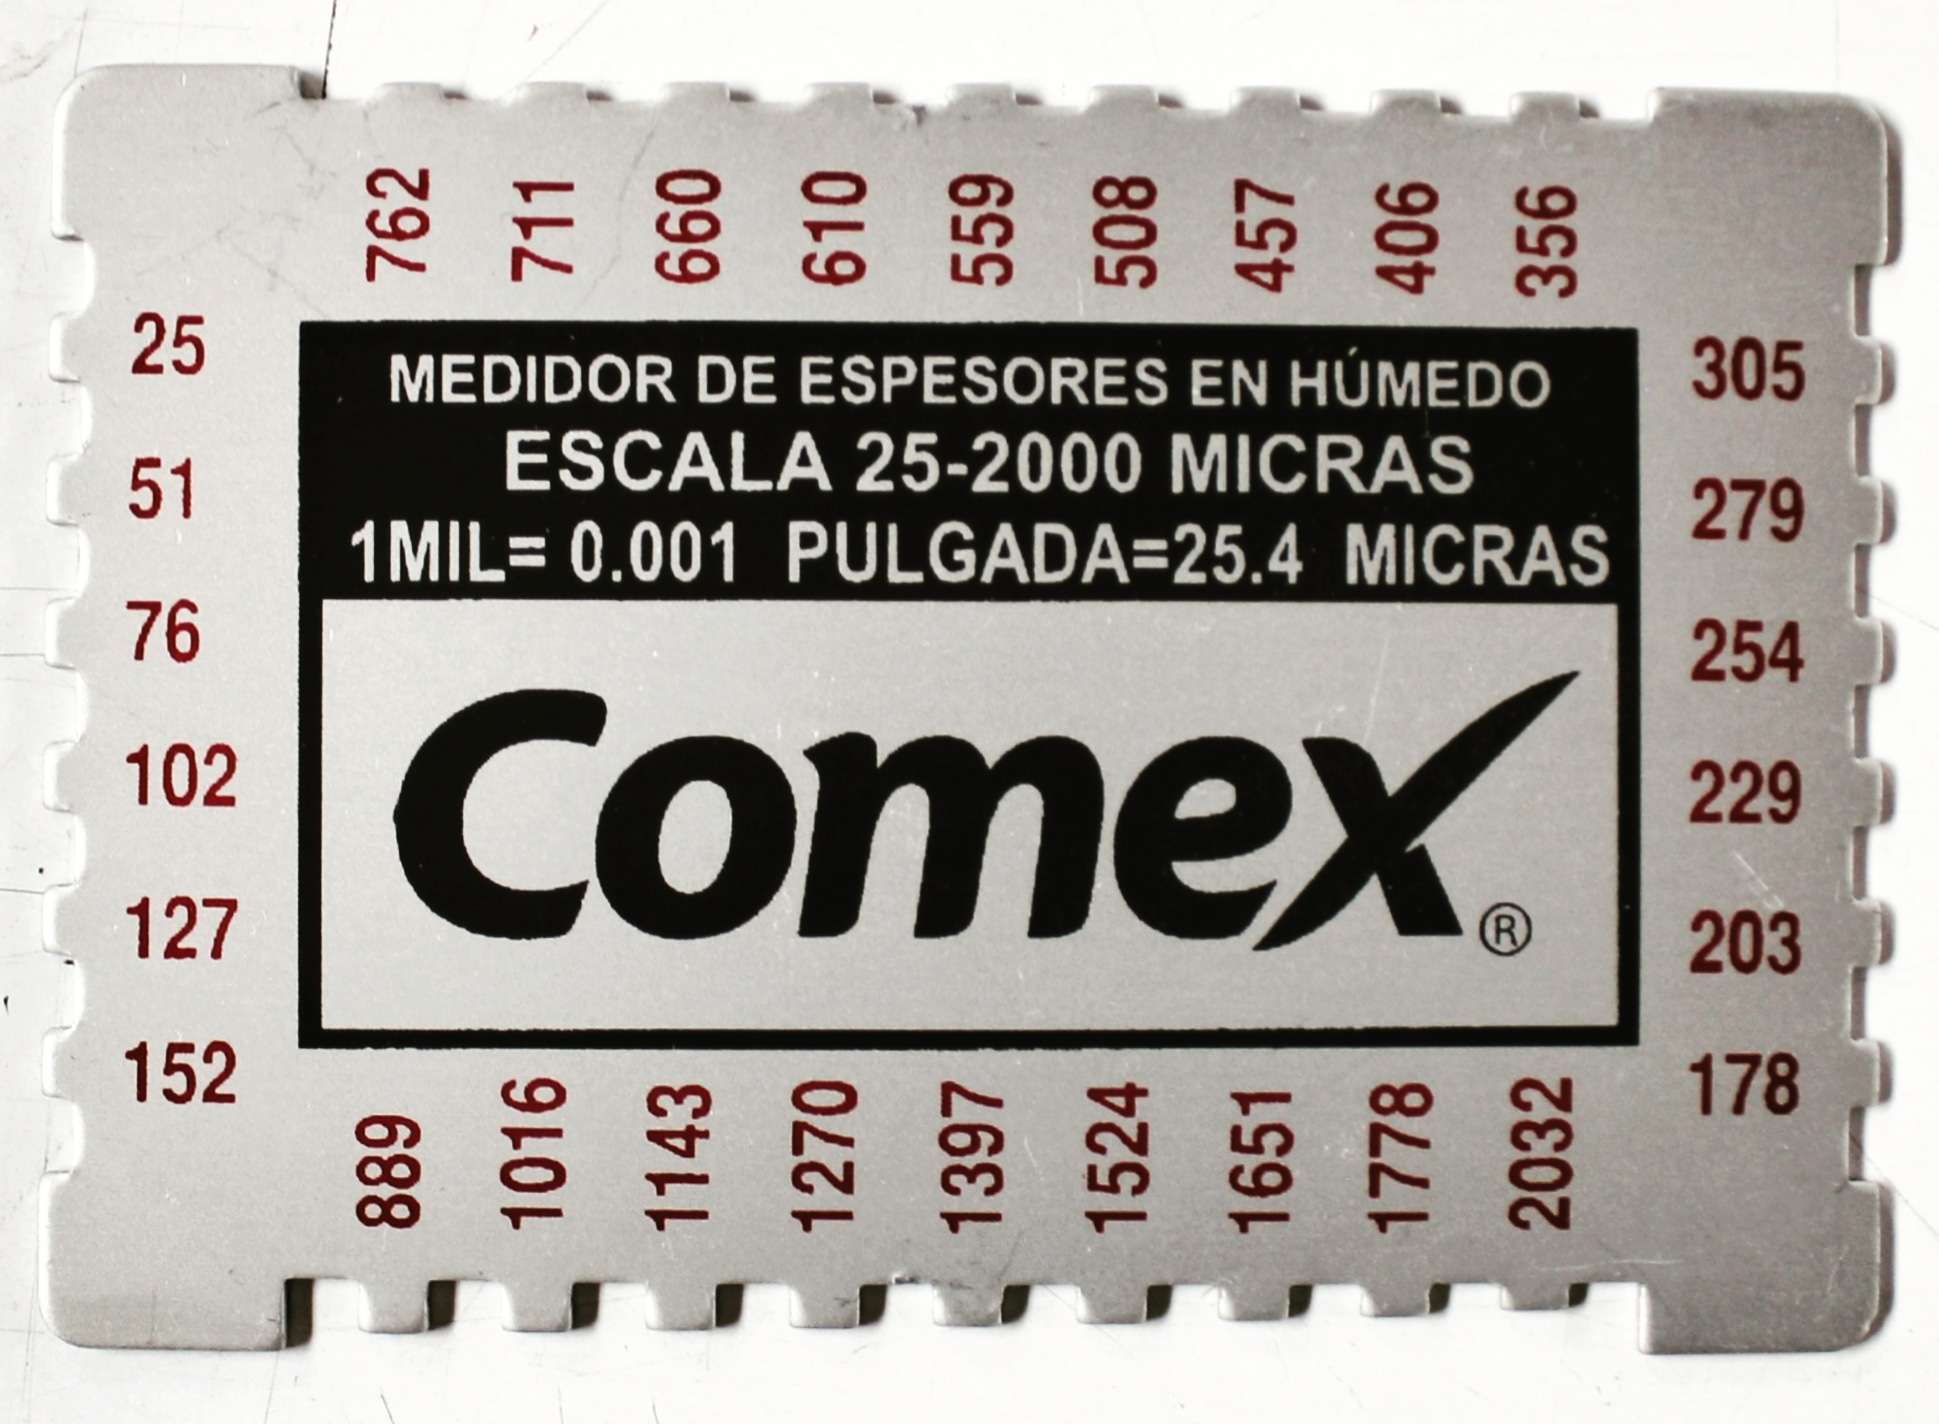 762 711 660 610 559 508 457 406 356
25 305
51 279
76 254
102 229
127 203
152 178
MEDIDOR DE ESPESORES EN HÚMEDO
ESCALA 25-2000 MICRAS
1MIL= 0.001 PULGADA=25.4 MICRAS
Comex®
889 1016 1143 1270 1397 1524 1651 1778 2032